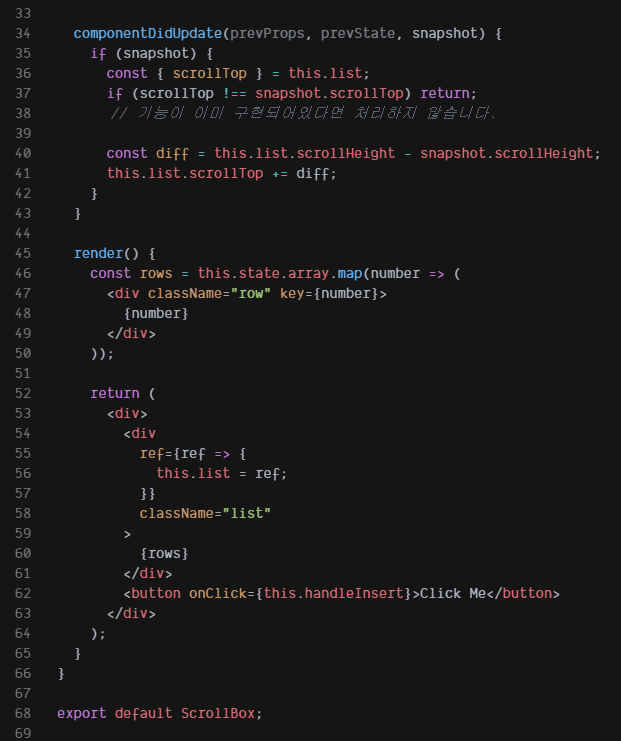 33
34 componentDidUpdate(prevProps, prevState, snapshot) {
35 if (snapshot) {
36 const { scrollTop } = this.list;
37 if (scrollTop !== snapshot.scrollTop) return;
38 // 기능이 이미 구현되어있다면 처리하지 않습니다.
39
40 const diff = this.list.scrollHeight - snapshot.scrollHeight;
41 this.list.scrollTop += diff;
42 }
43 }
44
45 render() {
46 const rows = this.state.array.map(number => (
47 <div className="row" key={number}>
48 {number}
49 </div>
50 ));
51
52 return (
53 <div>
54 <div
55 ref={ref => {
56 this.list = ref;
57 }}
58 className="list"
59 >
60 {rows}
61 </div>
62 <button onClick={this.handleInsert}>Click Me</button>
63 </div>
64 );
65 }
66 }
67
68 export default ScrollBox;
69